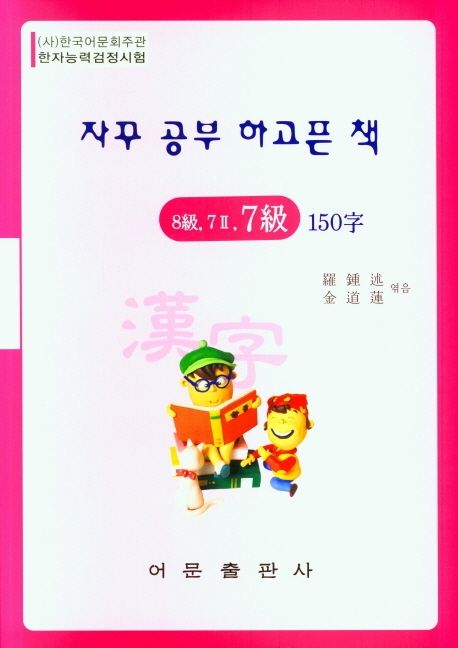 (사)한국어문회주관
한자능력검정시험
자꾸 공부 하고픈 책
8級, 7Ⅱ, 7級 150字
羅鍾述
金道蓮 엮음
漢字
어문출판사